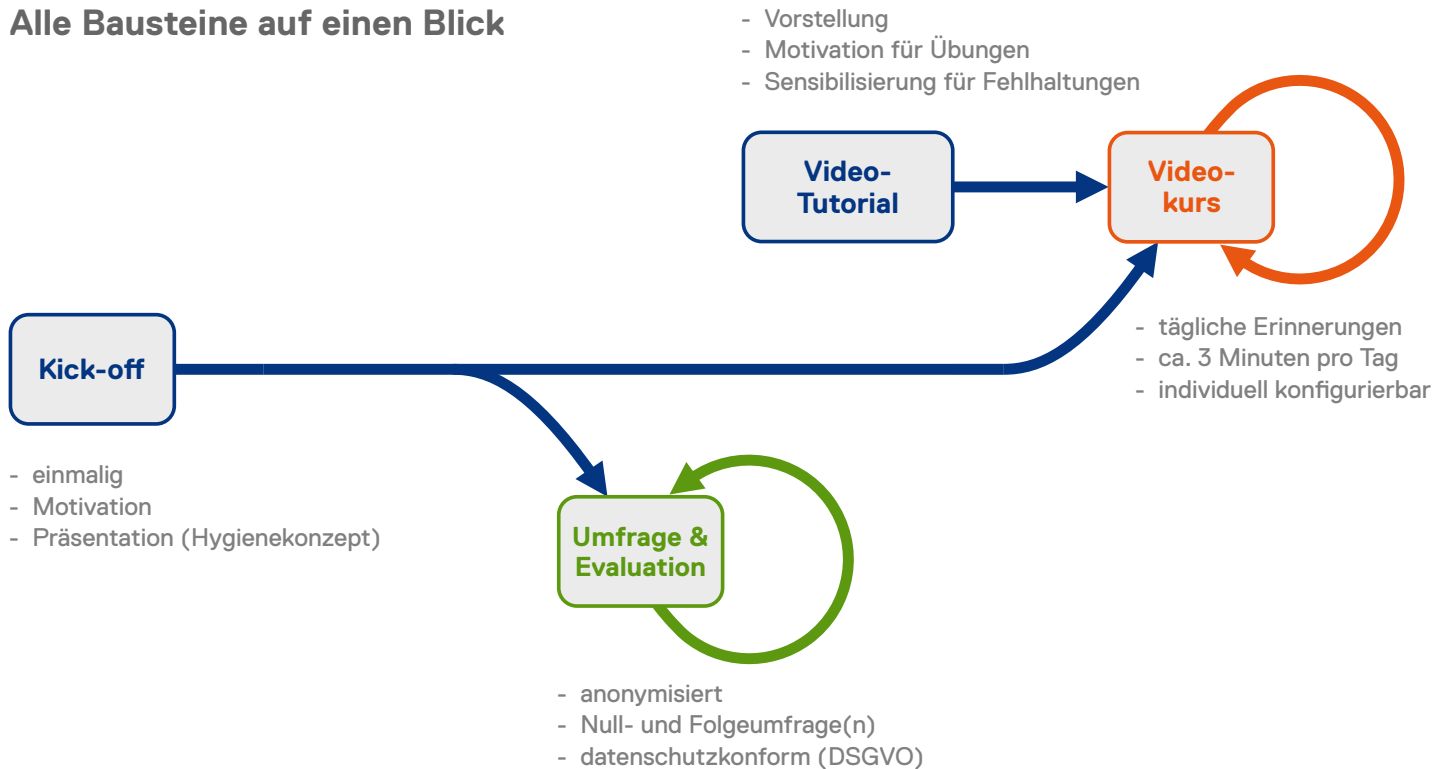 Alle Bausteine auf einen Blick
- Vorstellung
- Motivation für Übungen
- Sensibilisierung für Fehlhaltungen
Video-
Tutorial
Video-
kurs
- tägliche Erinnerungen
- ca. 3 Minuten pro Tag
- individuell konfigurierbar
Kick-off
- einmalig
- Motivation
- Präsentation (Hygienekonzept)
Umfrage &
Evaluation
- anonymisiert
- Null- und Folgeumfrage(n)
- datenschutzkonform (DSGVO)